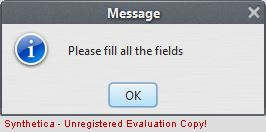 Message
Please fill all the fields
OK
Synthetica - Unregistered Evaluation Copy!